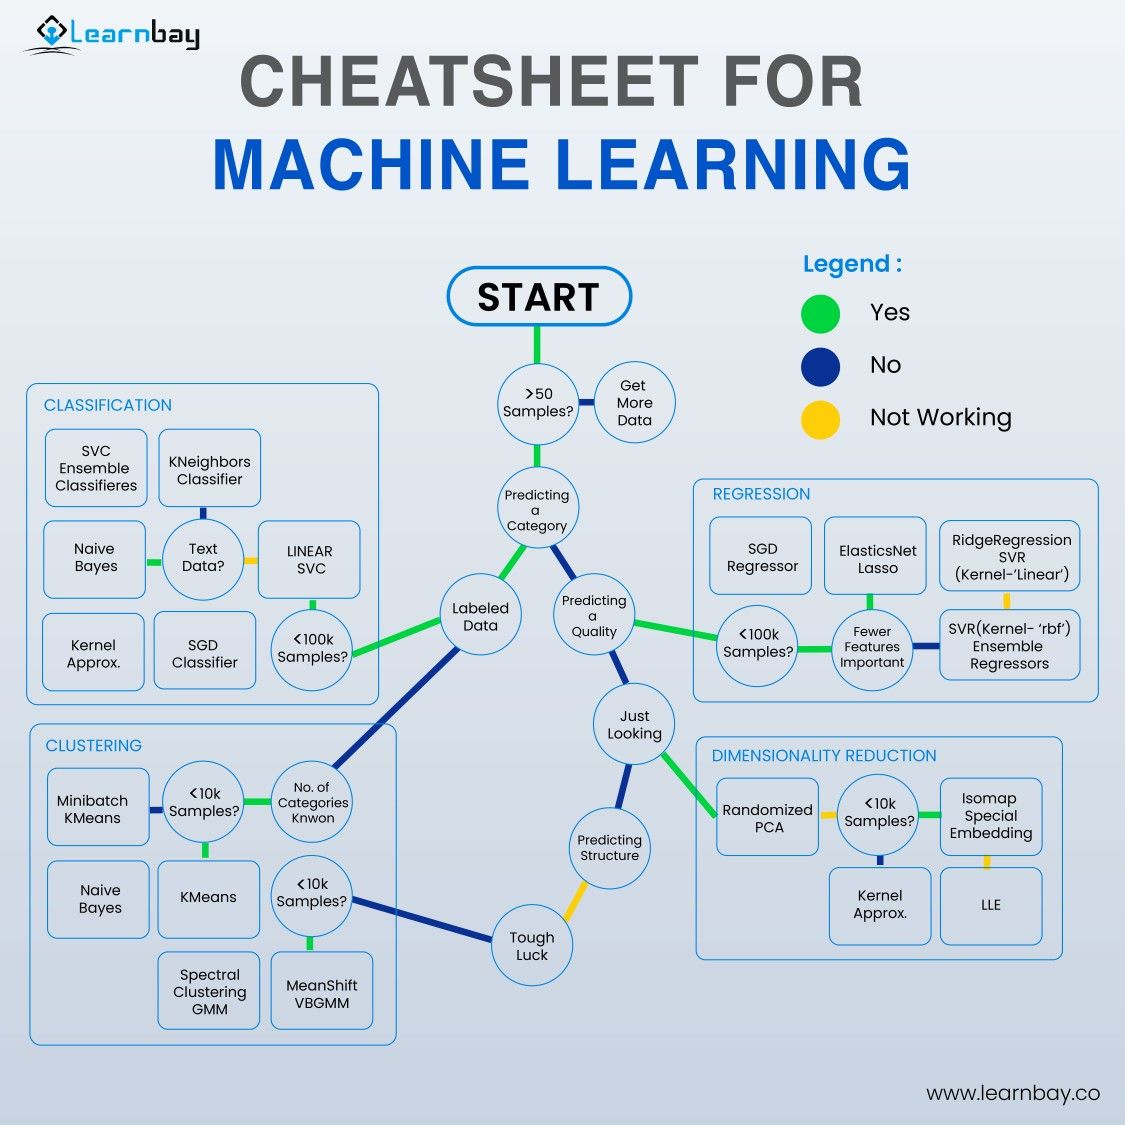 Learnbay
CHEATSHEET FOR
MACHINE LEARNING
START
Legend :
Yes
No
Not Working
>50
Samples?
Get
More
Data
Predicting
a
Category
Labeled
Data
Predicting
a
Quality
Just
Looking
Predicting
Structure
Tough
Luck
CLASSIFICATION
SVC
Ensemble
Classifieres
KNeighbors
Classifier
Naive
Bayes
Text
Data?
LINEAR
SVC
Kernel
Approx.
SGD
Classifier
<100k
Samples?
REGRESSION
SGD
Regressor
ElasticsNet
Lasso
RidgeRegression
SVR
(Kernel-‘Linear’)
<100k
Samples?
Fewer
Features
Important
SVR(Kernel- ‘rbf’)
Ensemble
Regressors
CLUSTERING
Minibatch
KMeans
<10k
Samples?
No. of
Categories
Knwon
Naive
Bayes
KMeans
<10k
Samples?
Spectral
Clustering
GMM
MeanShift
VBGMM
DIMENSIONALITY REDUCTION
Randomized
PCA
<10k
Samples?
Isomap
Special
Embedding
Kernel
Approx.
LLE
www.learnbay.co